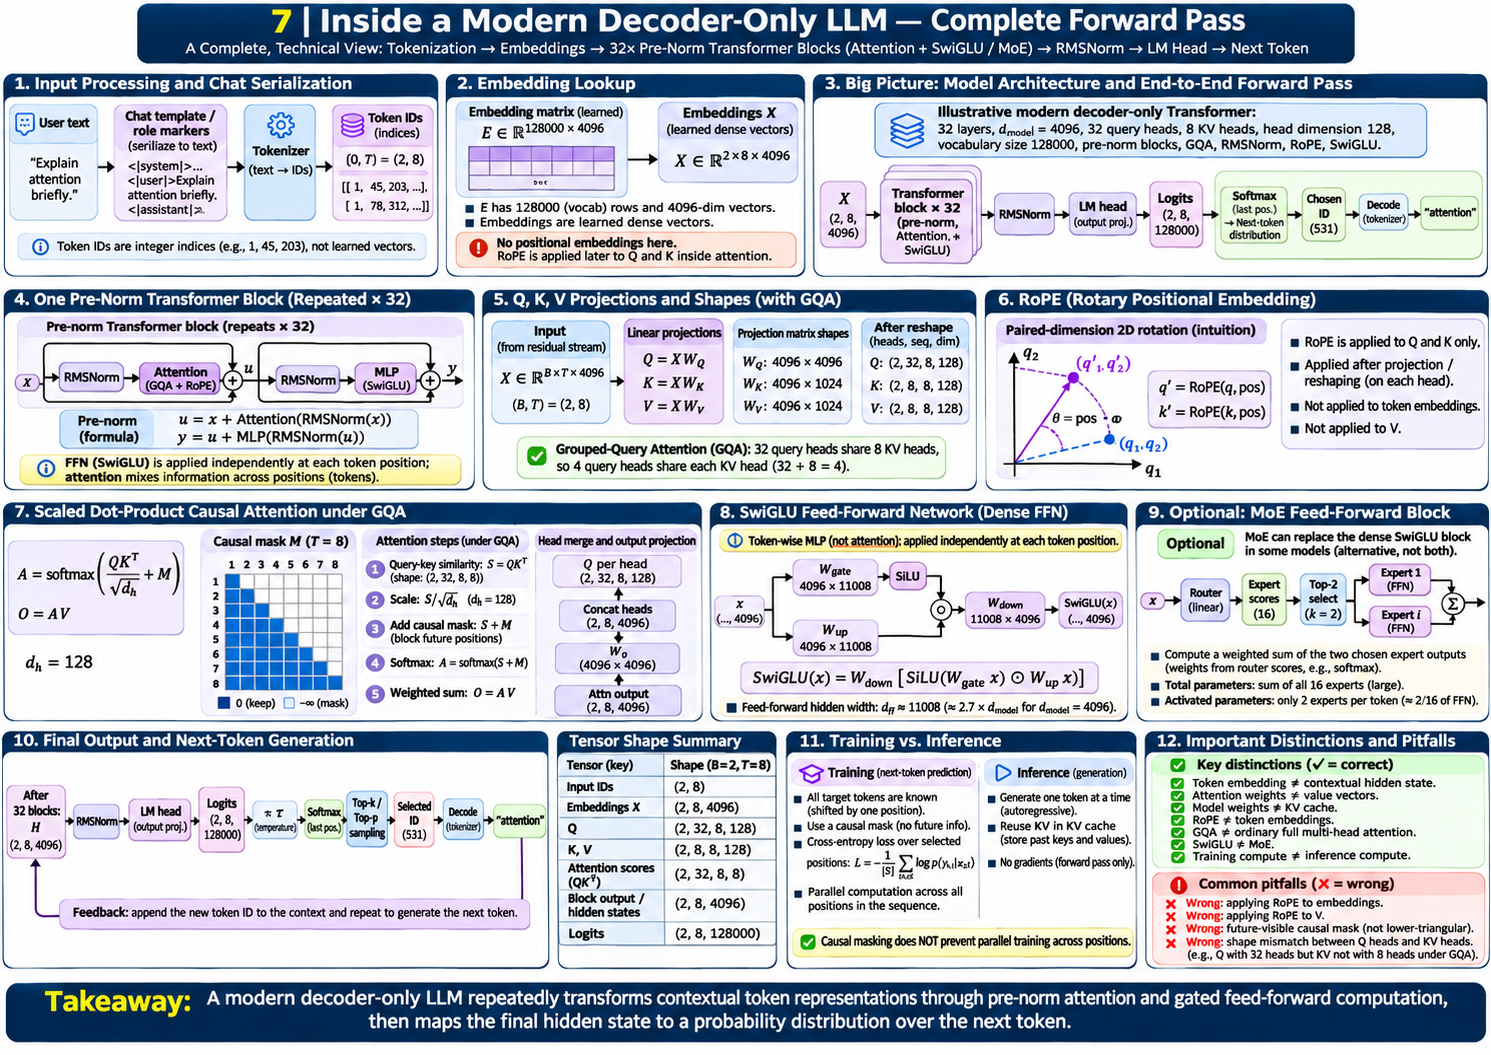 7 | Inside a Modern Decoder-Only LLM — Complete Forward Pass
A Complete, Technical View: Tokenization → Embeddings → 32× Pre-Norm Transformer Blocks (Attention + SwiGLU / MoE) → RMSNorm → LM Head → Next Token
1. Input Processing and Chat Serialization
User text
"Explain
attention
briefly."
Chat template /
role markers
(seriliaze to text)
<|system|>...
<|user|>Explain
attention briefly.
<|assistant|>
Tokenizer
(text → IDs)
Token IDs
(indices)
(0, T) = (2, 8)
[[ 1, 45, 203, ...],
[ 1, 78, 312, ...]]
Token IDs are integer indices (e.g., 1, 45, 203), not learned vectors.
2. Embedding Lookup
Embedding matrix (learned)
E ∈ ℝ^128000 × 4096
Embeddings X
(learned dense vectors)
X ∈ ℝ^2×8×4096
E has 128000 (vocab) rows and 4096-dim vectors.
Embeddings are learned dense vectors.
No positional embeddings here.
RoPE is applied later to Q and K inside attention.
3. Big Picture: Model Architecture and End-to-End Forward Pass
Illustrative modern decoder-only Transformer:
32 layers, d_model = 4096, 32 query heads, 8 KV heads, head dimension 128,
vocabulary size 128000, pre-norm blocks, GQA, RMSNorm, RoPE, SwiGLU.
X
(2, 8,
4096)
Transformer
block × 32
(pre-norm,
Attention, +
SwiGLU)
RMSNorm
LM head
(output proj.)
Logits
(2, 8,
128000)
Softmax
(last pos.)
→ Next-token
distribution
Chosen
ID
(531)
Decode
(tokenizer)
"attention"
4. One Pre-Norm Transformer Block (Repeated × 32)
Pre-norm Transformer block (repeats × 32)
x
RMSNorm
Attention
(GQA + RoPE)
+
u
RMSNorm
MLP
(SwiGLU)
+
y
Pre-norm
(formula)
u = x + Attention(RMSNorm(x))
y = u + MLP(RMSNorm(u))
FFN (SwiGLU) is applied independently at each token position;
attention mixes information across positions (tokens).
5. Q, K, V Projections and Shapes (with GQA)
Input
(from residual stream)
X ∈ ℝ^B×T×4096
(B, T) = (2, 8)
Linear projections
Q = XW_Q
K = XW_K
V = XW_V
Projection matrix shapes
W_Q: 4096 × 4096
W_K: 4096 × 1024
W_V: 4096 × 1024
After reshape
(heads, seq, dim)
Q: (2, 32, 8, 128)
K: (2, 8, 8, 128)
V: (2, 8, 8, 128)
Grouped-Query Attention (GQA): 32 query heads share 8 KV heads,
so 4 query heads share each KV head (32 + 8 = 4).
6. RoPE (Rotary Positional Embedding)
Paired-dimension 2D rotation (intuition)
q₂
(q'₁, q'₂)
θ = pos · ω
(q₁, q₂)
q₁
q' = RoPE(q, pos)
k' = RoPE(k, pos)
RoPE is applied to Q and K only,
Applied after projection /
reshaping (on each head).
Not applied to token embeddings.
Not applied to V.
7. Scaled Dot-Product Causal Attention under GQA
A = softmax(QK^T / √d_h + M)
O = AV
d_h = 128
Causal mask M (T = 8)
1 2 3 4 5 6 7 8
1
2
3
4
5
6
7
8
0 (keep)
−∞ (mask)
Attention steps (under GQA)
1 Query-key similarity: S = QK^T
(shape: (2, 32, 8, 8))
2 Scale: S/√d_h (d_h = 128)
3 Add causal mask: S + M
(block future positions)
4 Softmax: A = softmax(S + M)
5 Weighted sum: O = AV
Head merge and output projection
Q per head
(2, 32, 8, 128)
Concat heads
(2, 8, 4096)
W_o
(4096 × 4096)
Attn output
(2, 8, 4096)
8. SwiGLU Feed-Forward Network (Dense FFN)
Token-wise MLP (not attention); applied independently at each token position.
x
(..., 4096)
W_gate
4096 × 11008
SiLU
W_up
4096 × 11008
W_down
11008 × 4096
SwiGLU(x)
(..., 4096)
SwiGLU(x) = W_down [SiLU(W_gate x) ⊙ W_up x)]
Feed-forward hidden width: d_ff ≈ 11008 (≈ 2.7 × d_model for d_model = 4096).
9. Optional: MoE Feed-Forward Block
Optional
MoE can replace the dense SwiGLU block
in some models (alternative, not both).
x
Router
(linear)
Expert
scores
(16)
Top-2
select
(k = 2)
Expert 1
(FFN)
Expert i
(FFN)
Σ
Compute a weighted sum of the two chosen expert outputs
(weights from router scores, e.g., softmax).
Total parameters: sum of all 16 experts (large).
Activated parameters: only 2 experts per token (≈ 2/16 of FFN).
10. Final Output and Next-Token Generation
After
32 blocks:
H
(2, 8, 4096)
RMSNorm
LM head
(output proj.)
Logits
(2, 8,
128000)
τ
(temperature)
Softmax
(last pos.)
Top-k /
Top-p
sampling
Selected
ID
(531)
Decode
(tokenizer)
"attention"
Feedback: append the new token ID to the context and repeat to generate the next token.
Tensor Shape Summary
Tensor (key) Shape (B=2, T=8)
Input IDs (2, 8)
Embeddings X (2, 8, 4096)
Q (2, 32, 8, 128)
K, V (2, 8, 8, 128)
Attention scores
(QK^T) (2, 32, 8, 8)
Block output /
hidden states (2, 8, 4096)
Logits (2, 8, 128000)
11. Training vs. Inference
Training (next-token prediction)
All target tokens are known
(shifted by one position).
Use a causal mask (no future info).
Cross-entropy loss over selected
positions: L = −1/|S| ∑ log p
Parallel computation across all
positions in the sequence.
Inference (generation)
Generate one token at a time
(autoregressive).
Reuse KV in KV cache
(store past keys and values).
No gradients (forward pass only).
Causal masking does NOT prevent parallel training across positions.
12. Important Distinctions and Pitfalls
Key distinctions (✓ = correct)
Token embedding ≠ contextual hidden state.
Attention weights ≠ value vectors.
Model weights ≠ KV cache.
RoPE ≠ token embeddings.
GQA ≠ ordinary full multi-head attention.
SwiGLU ≠ MoE.
Training compute ≠ inference compute.
Common pitfalls (✗ = wrong)
Wrong: applying RoPE to embeddings.
Wrong: applying RoPE to V.
Wrong: future-visible causal mask (not lower-triangular).
Wrong: shape mismatch between Q heads and KV heads.
(e.g., Q with 32 heads but KV not with 8 heads under GQA).
Takeaway: A modern decoder-only LLM repeatedly transforms contextual token representations through pre-norm attention and gated feed-forward computation,
then maps the final hidden state to a probability distribution over the next token.